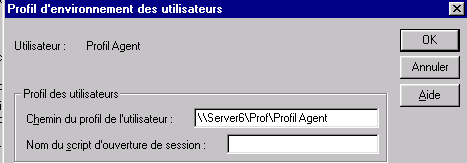 Profil d'environnement des utilisateurs
Utilisateur : Profil Agent
OK
Annuler
Aide
Profil des utilisateurs
Chemin du profil de l'utilisateur : \\Server6\Prof\Profil Agent
Nom du script d'ouverture de session :